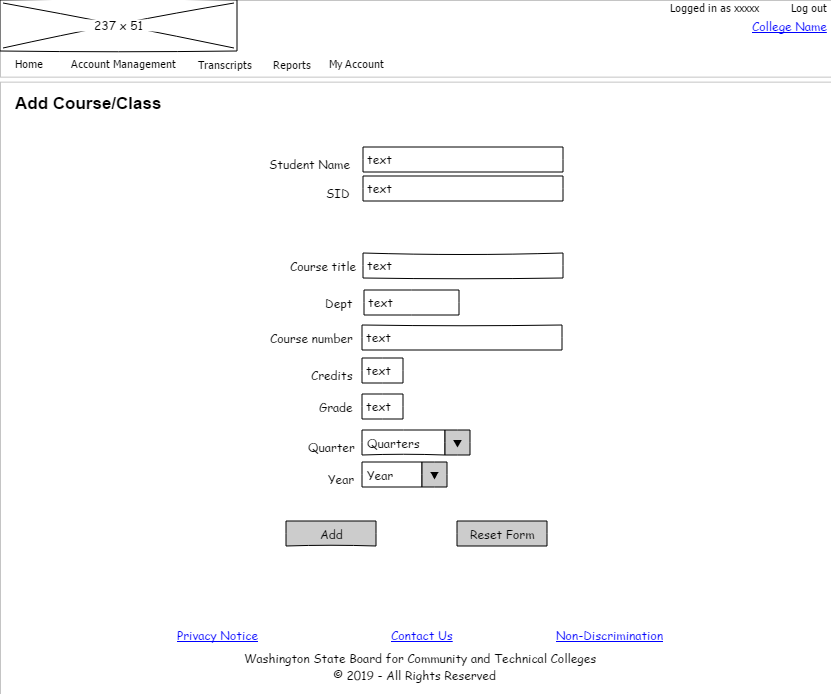 Logged in as xxxxx Log out
237 x 51
College Name
Home Account Management Transcripts Reports My Account
Add Course/Class
Student Name text
SID text
Course title text
Dept text
Course number text
Credits text
Grade text
Quarter Quarters
Year Year
Add Reset Form
Privacy Notice Contact Us Non-Discrimination
Washington State Board for Community and Technical Colleges
© 2019 - All Rights Reserved